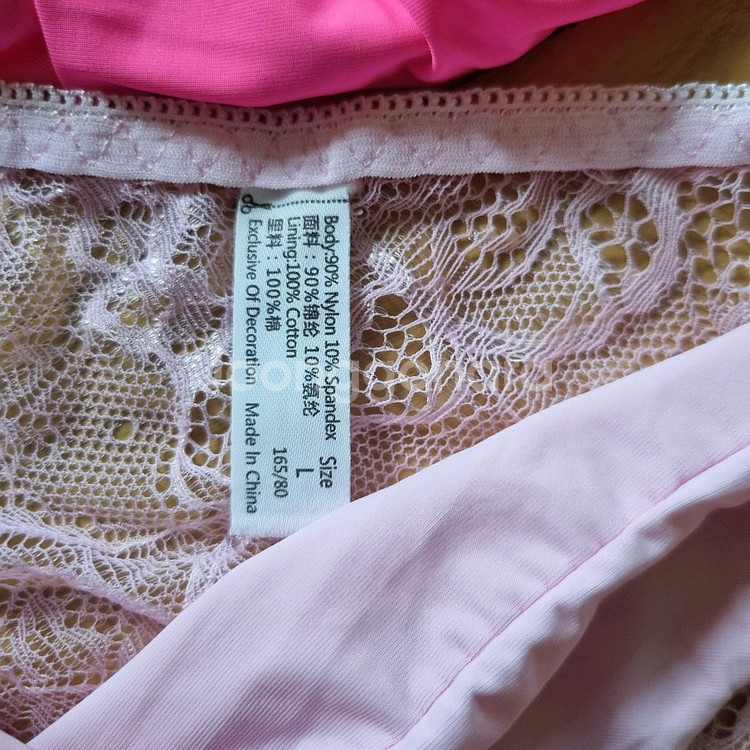 Body:90% Nylon 10% Spandex
面料：90%锦纶 10%氨纶
Lining:100% Cotton
里料：100%棉
Exclusive Of Decoration
Size
L
165/80
Made In China